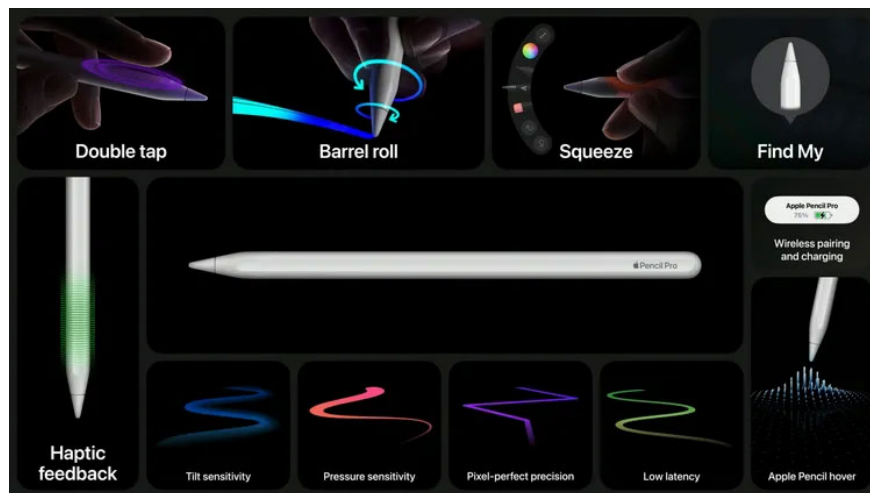 Double tap
Barrel roll
Squeeze
Find My
Apple Pencil Pro
76%
Wireless pairing
and charging
Pencil Pro
Haptic
feedback
Tilt sensitivity
Pressure sensitivity
Pixel-perfect precision
Low latency
Apple Pencil hover